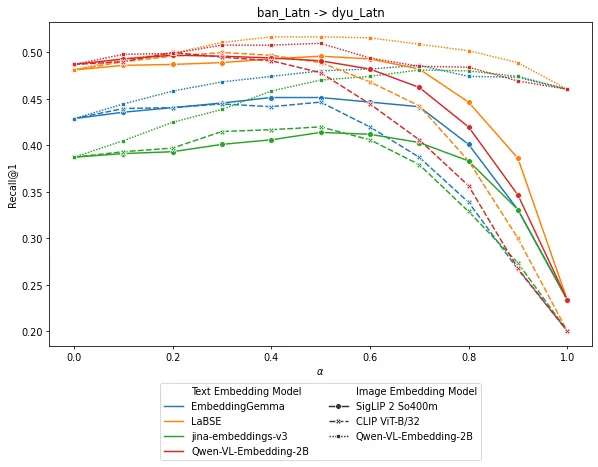 ban_Latn -> dyu_Latn
Recall@1
0.50
0.45
0.40
0.35
0.30
0.25
0.20
0.0 0.2 0.4 0.6 0.8 1.0
α
Text Embedding Model
EmbeddingGemma
LaBSE
jina-embeddings-v3
Qwen-VL-Embedding-2B
Image Embedding Model
SigLIP 2 So400m
CLIP ViT-B/32
Qwen-VL-Embedding-2B